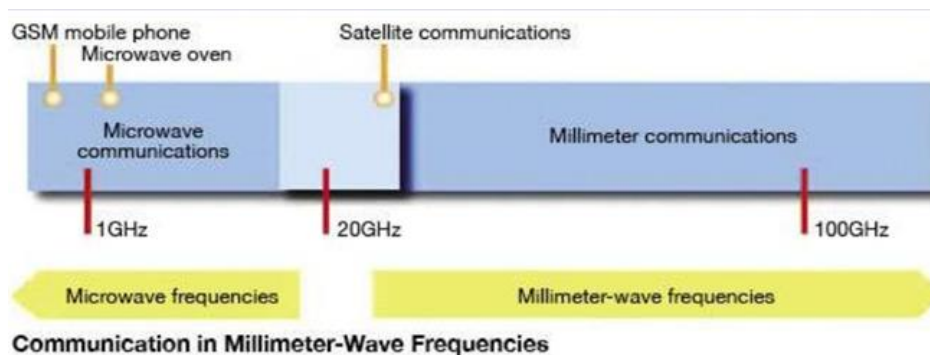 GSM mobile phone
Microwave oven
Satellite communications
Microwave
communications
Millimeter communications
1GHz
20GHz
100GHz
Microwave frequencies
Millimeter-wave frequencies
Communication in Millimeter-Wave Frequencies